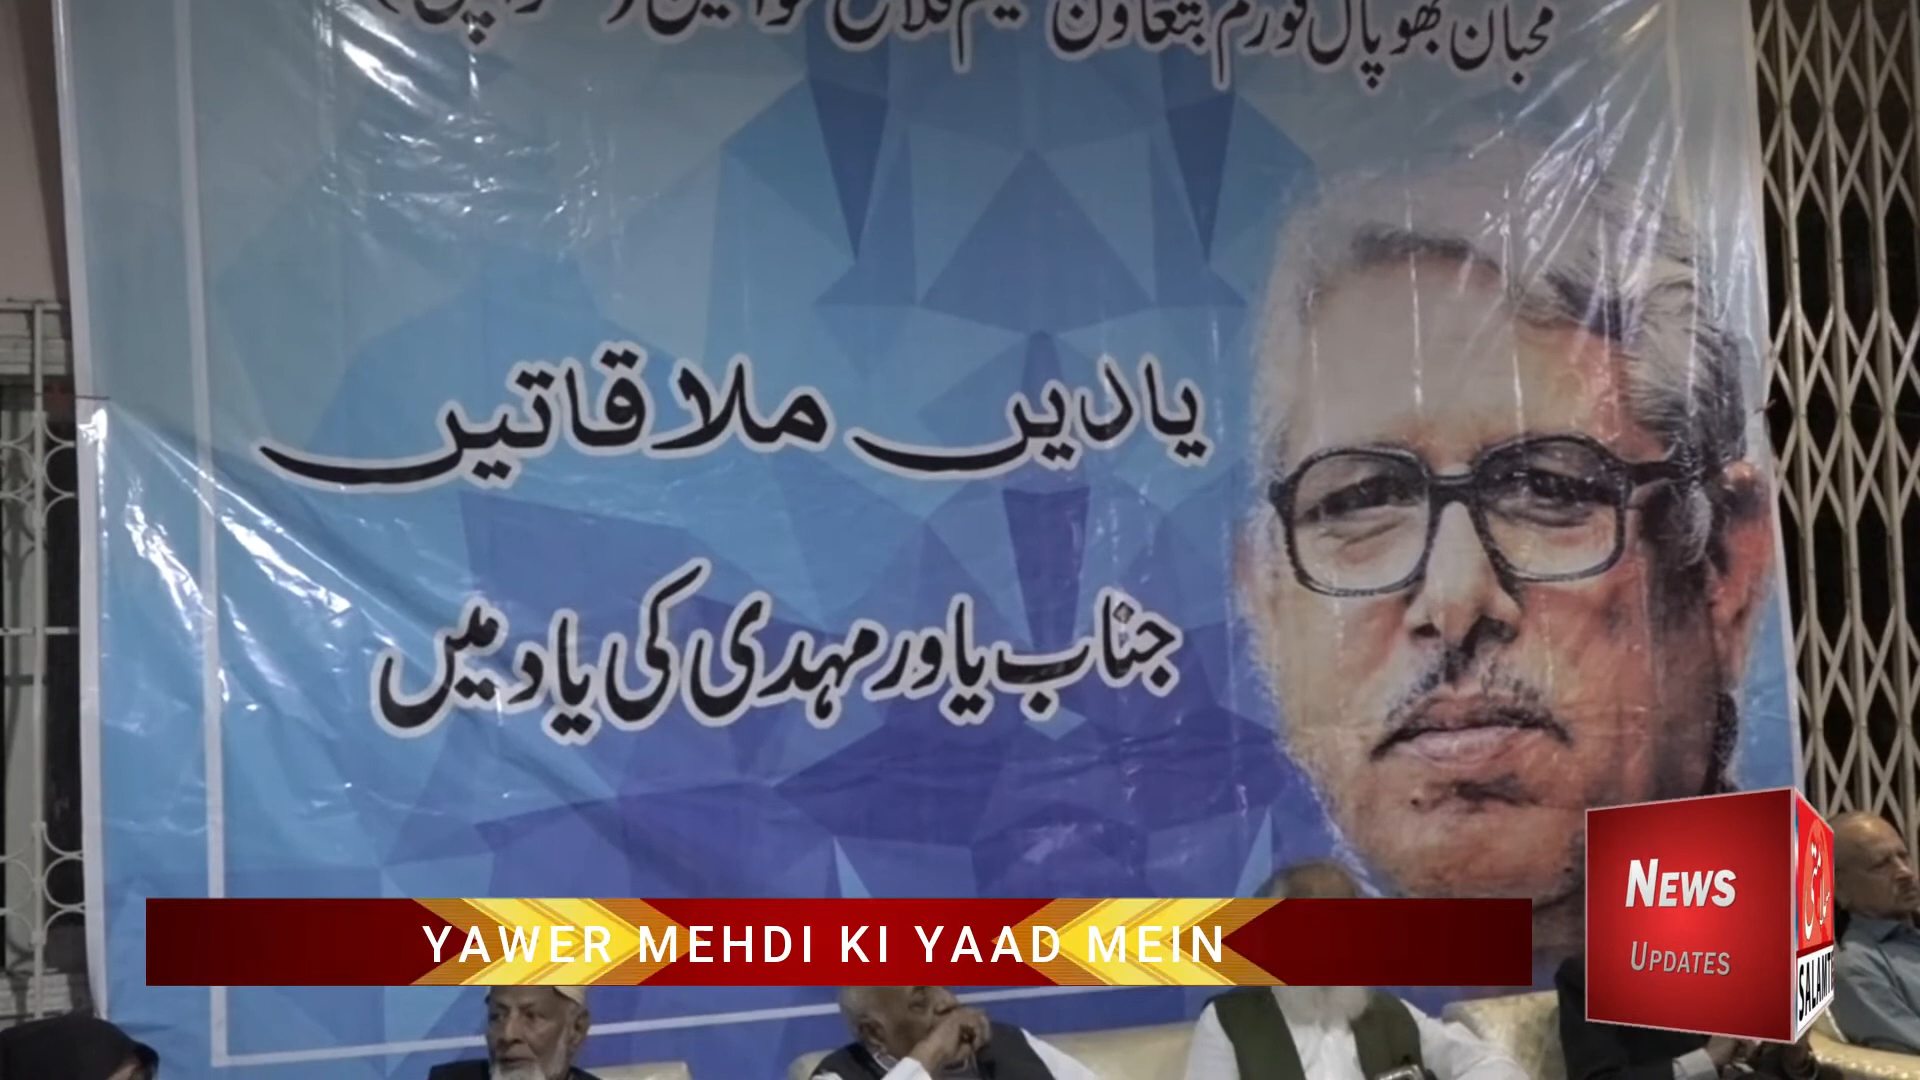 محبان بھوپال فورم بتعاون
یادیں ملاقاتیں
جناب یاور مہدی کی یاد میں
YAWER MEHDI KI YAAD MEIN
NEWS
UPDATES